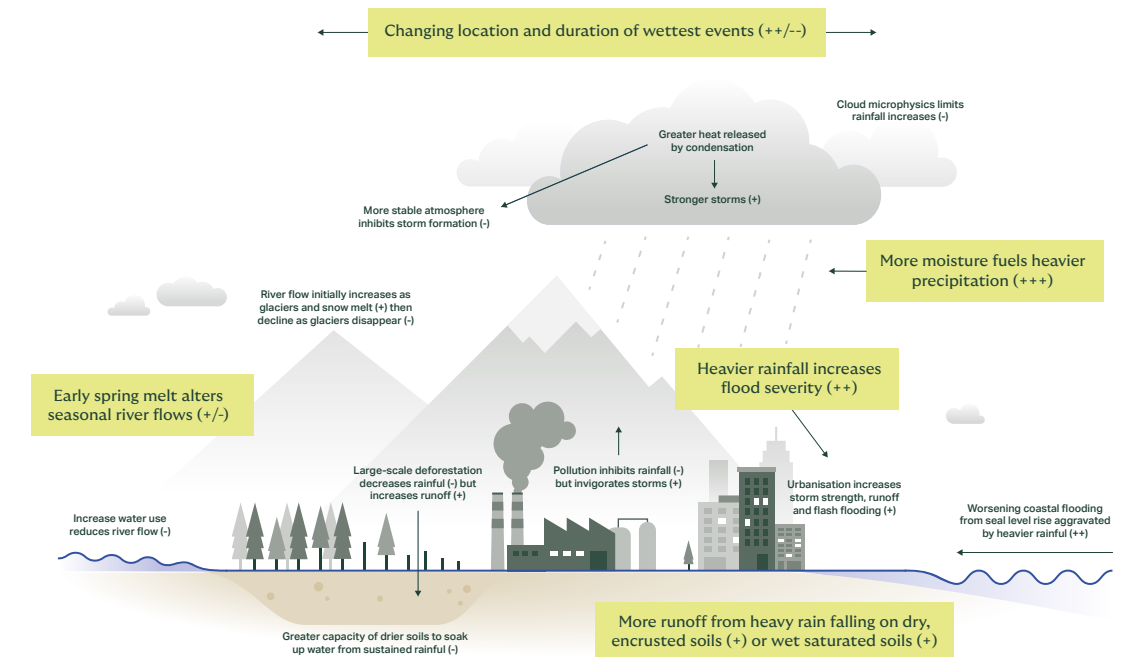 Changing location and duration of wettest events (++/--)
Cloud microphysics limits
rainfall increases (-)
Greater heat released
by condensation
Stronger storms (+)
More stable atmosphere
inhibits storm formation (-)
More moisture fuels heavier
precipitation (+++)
River flow initially increases as
glaciers and snow melt (+) then
decline as glaciers disappear (-)
Heavier rainfall increases
flood severity (++)
Early spring melt alters
seasonal river flows (+/-)
Large-scale deforestation
decreases rainful (-) but
increases runoff (+)
Pollution inhibits rainfall (-)
but invigorates storms (+)
Urbanisation increases
storm strength, runoff
and flash flooding (+)
Increase water use
reduces river flow (-)
Worsening coastal flooding
from seal level rise aggravated
by heavier rainful (++)
More runoff from heavy rain falling on dry,
encrusted soils (+) or wet saturated soils (+)
Greater capacity of drier soils to soak
up water from sustained rainful (-)